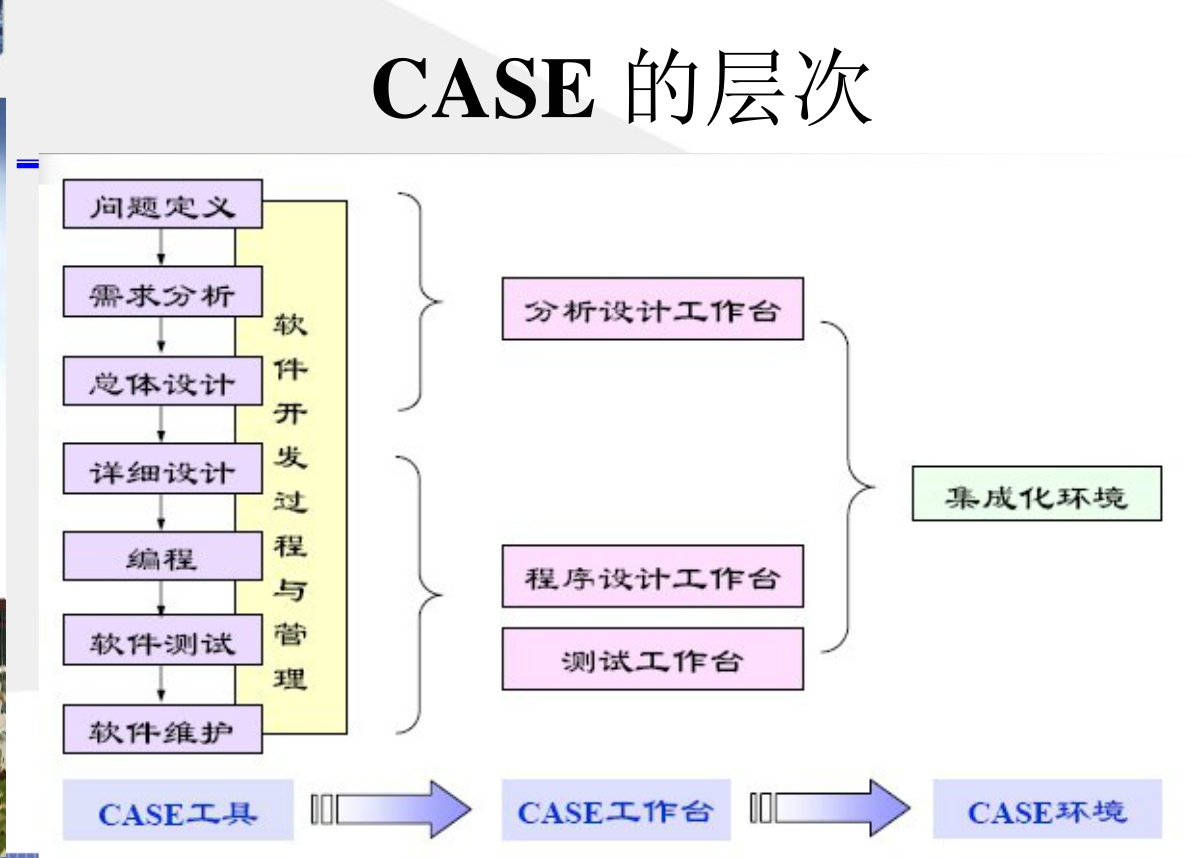 CASE 的层次
问题定义
需求分析
总体设计
详细设计
编程
软件测试
软件维护
软件开发过程与管理
分析设计工作台
程序设计工作台
测试工作台
集成化环境
CASE工具
CASE工作台
CASE环境